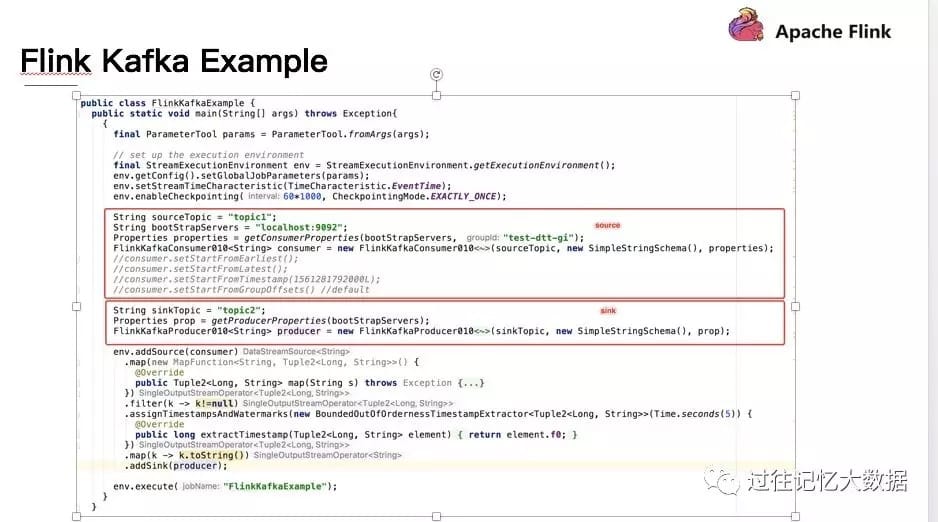 Apache Flink
Flink Kafka Example
public class FlinkKafkaExample {
public static void main(String[] args) throws Exception{
{
final ParameterTool params = ParameterTool.fromArgs(args);
// set up the execution environment
final StreamExecutionEnvironment env = StreamExecutionEnvironment.getExecutionEnvironment();
env.getConfig().setGlobalJobParameters(params);
env.setStreamTimeCharacteristic(TimeCharacteristic.EventTime);
env.enableCheckpointing( interval: 60*1000, CheckpointingMode.EXACTLY_ONCE);
String sourceTopic = "topic1";
String bootStrapServers = "localhost:9092";
source
Properties properties = getConsumerProperties(bootStrapServers, groupId: "test-dtt-gi");
FlinkKafkaConsumer010<String> consumer = new FlinkKafkaConsumer010<~>(sourceTopic, new SimpleStringSchema(), properties);
//consumer.setStartFromEarliest();
//consumer.setStartFromLatest();
//consumer.setStartFromTimestamp(1561281792000L);
//consumer.setStartFromGroupOffsets() //default
String sinkTopic = "topic2";
sink
Properties prop = getProducerProperties(bootStrapServers);
FlinkKafkaProducer010<String> producer = new FlinkKafkaProducer010<~>(sinkTopic, new SimpleStringSchema(), prop);
env.addSource(consumer) DataStreamSource<String>
.map(new MapFunction<String, Tuple2<Long, String>>() {
@Override
public Tuple2<Long, String> map(String s) throws Exception {...}
}) SingleOutputStreamOperator<Tuple2<Long, String>>
.filter(k -> k!=null) SingleOutputStreamOperator<Tuple2<Long, String>>
.assignTimestampsAndWatermarks(new BoundedOutOfOrdernessTimestampExtractor<Tuple2<Long, String>>(Time.seconds(5)) {
@Override
public long extractTimestamp(Tuple2<Long, String> element) { return element.f0; }
}) SingleOutputStreamOperator<Tuple2<Long, String>>
.map(k -> k.toString()) SingleOutputStreamOperator<String>
.addSink(producer);
env.execute( jobName: "FlinkKafkaExample");
}
}
过往记忆大数据